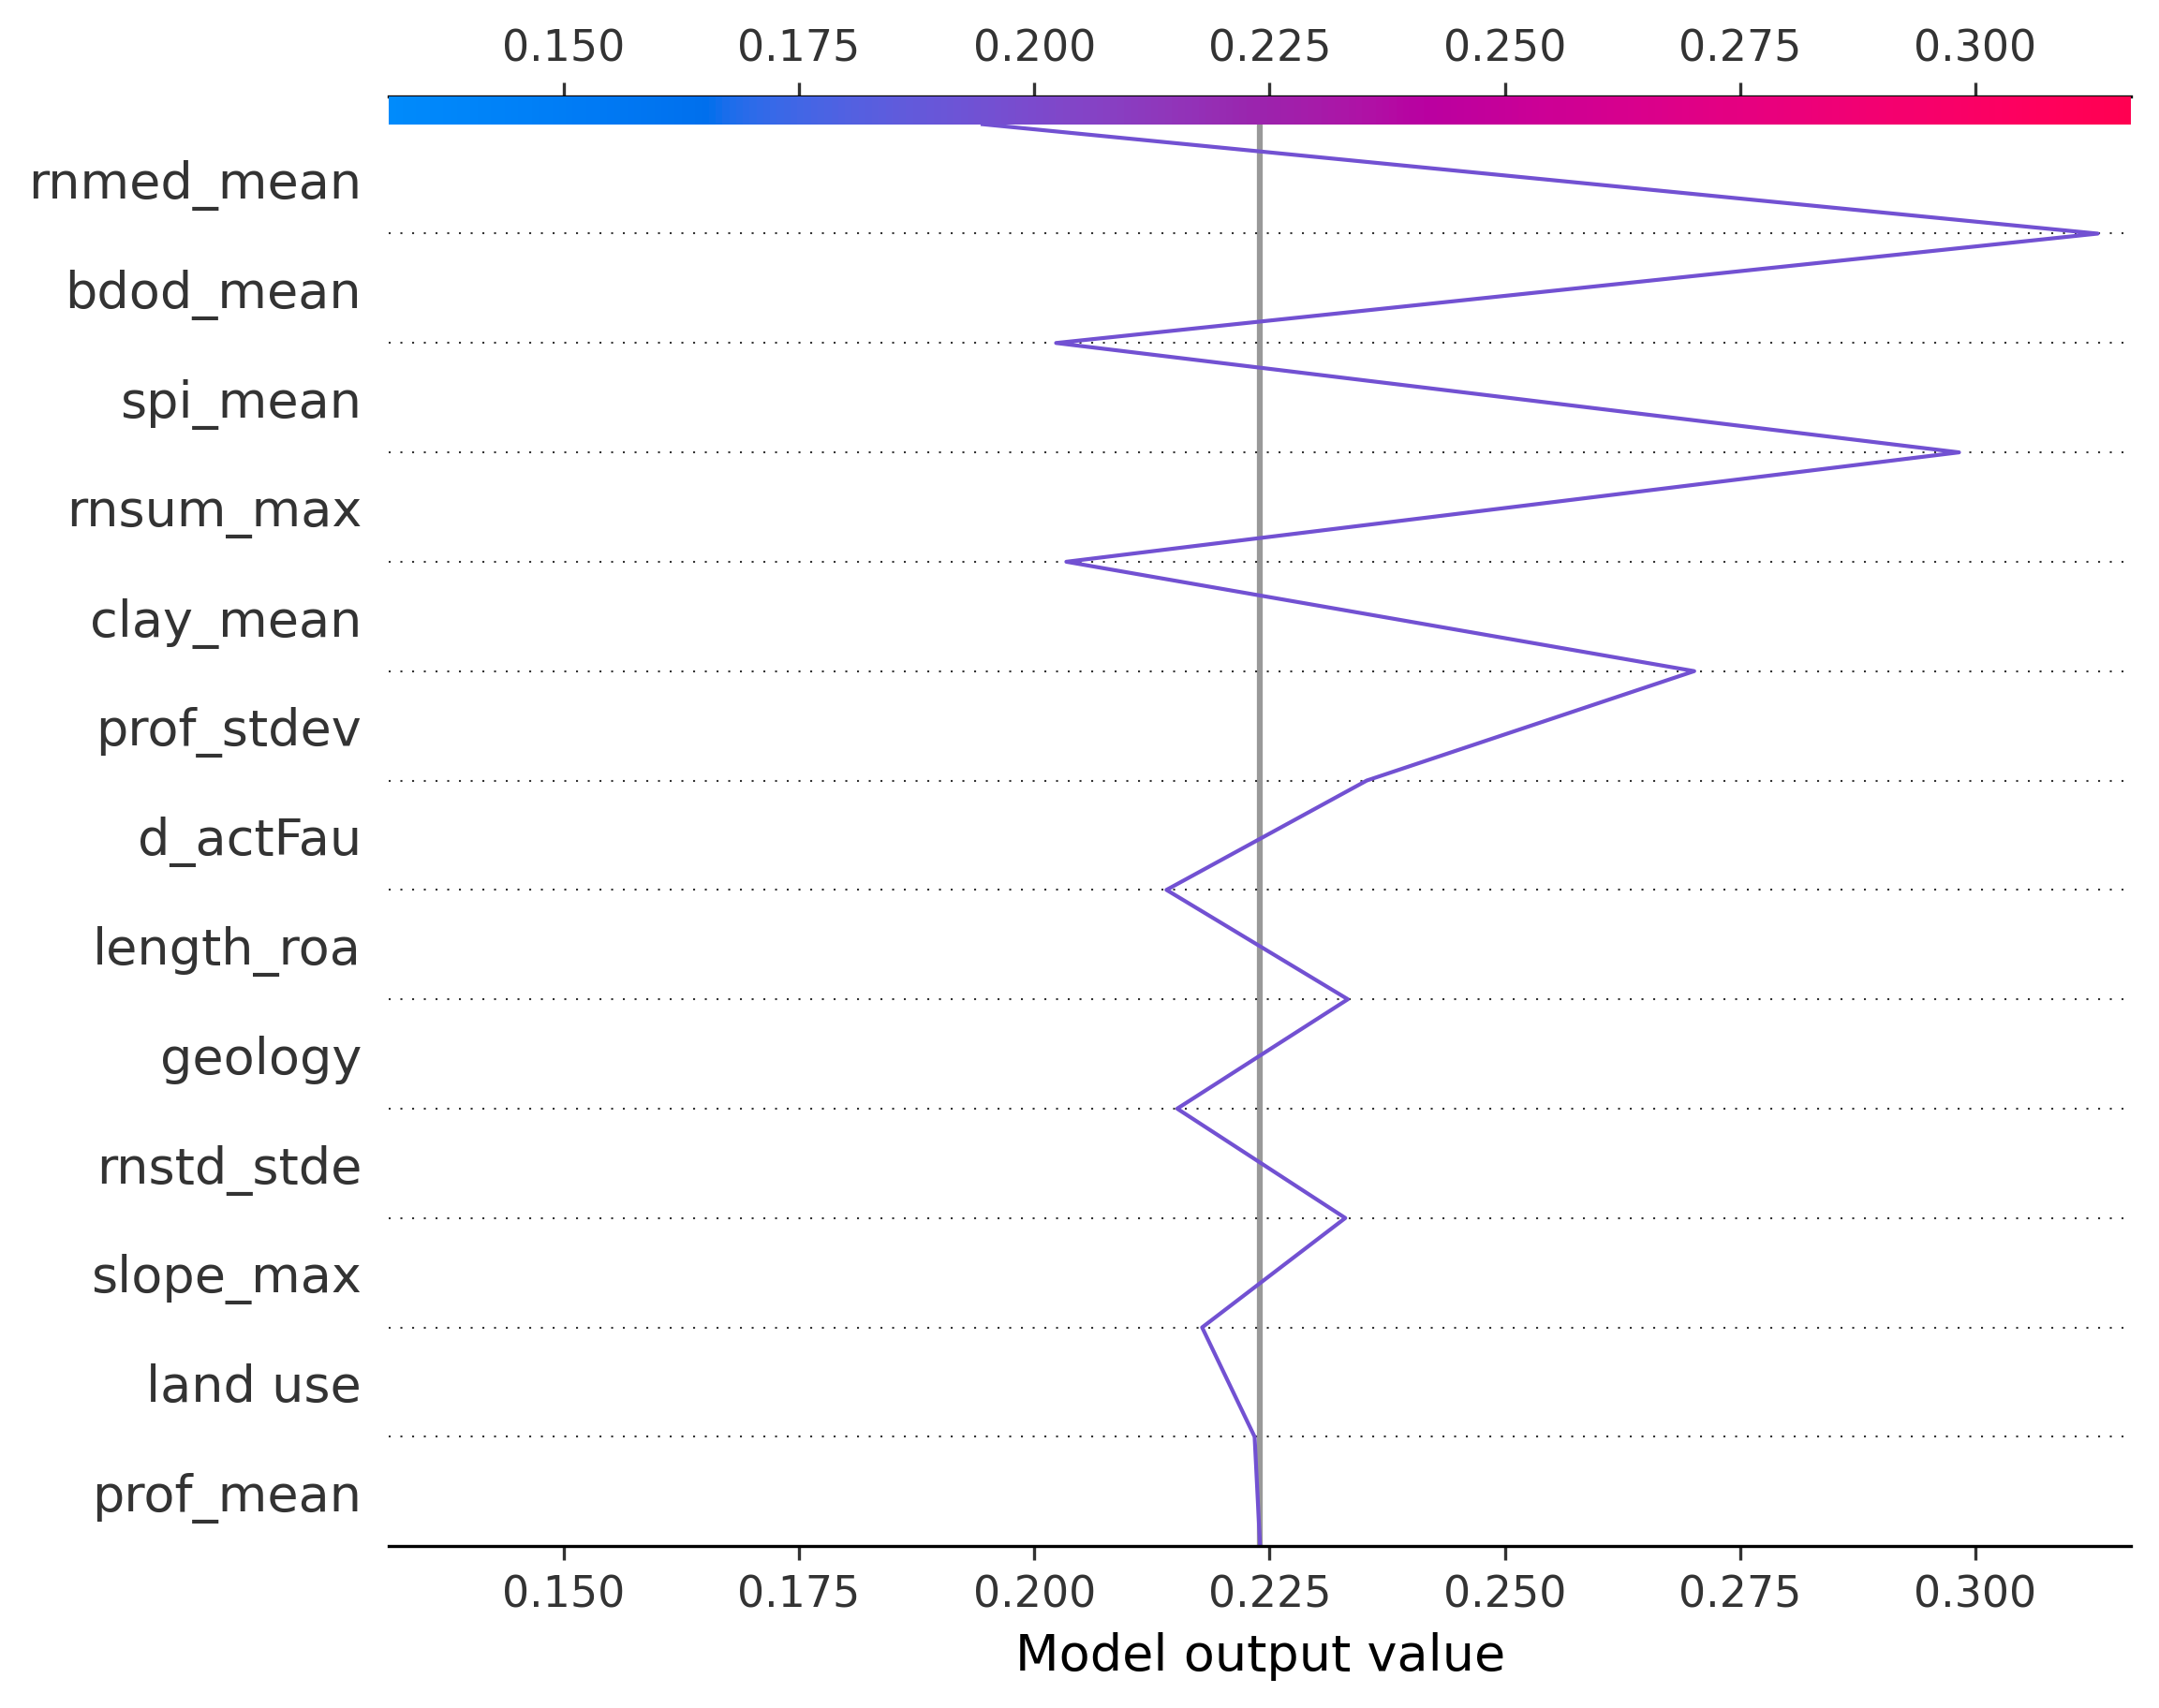 0.150 0.175 0.200 0.225 0.250 0.275 0.300
rnmed_mean
bdod_mean
spi_mean
rnsum_max
clay_mean
prof_stdev
d_actFau
length_roa
geology
rnstd_stde
slope_max
land use
prof_mean
0.150 0.175 0.200 0.225 0.250 0.275 0.300
Model output value